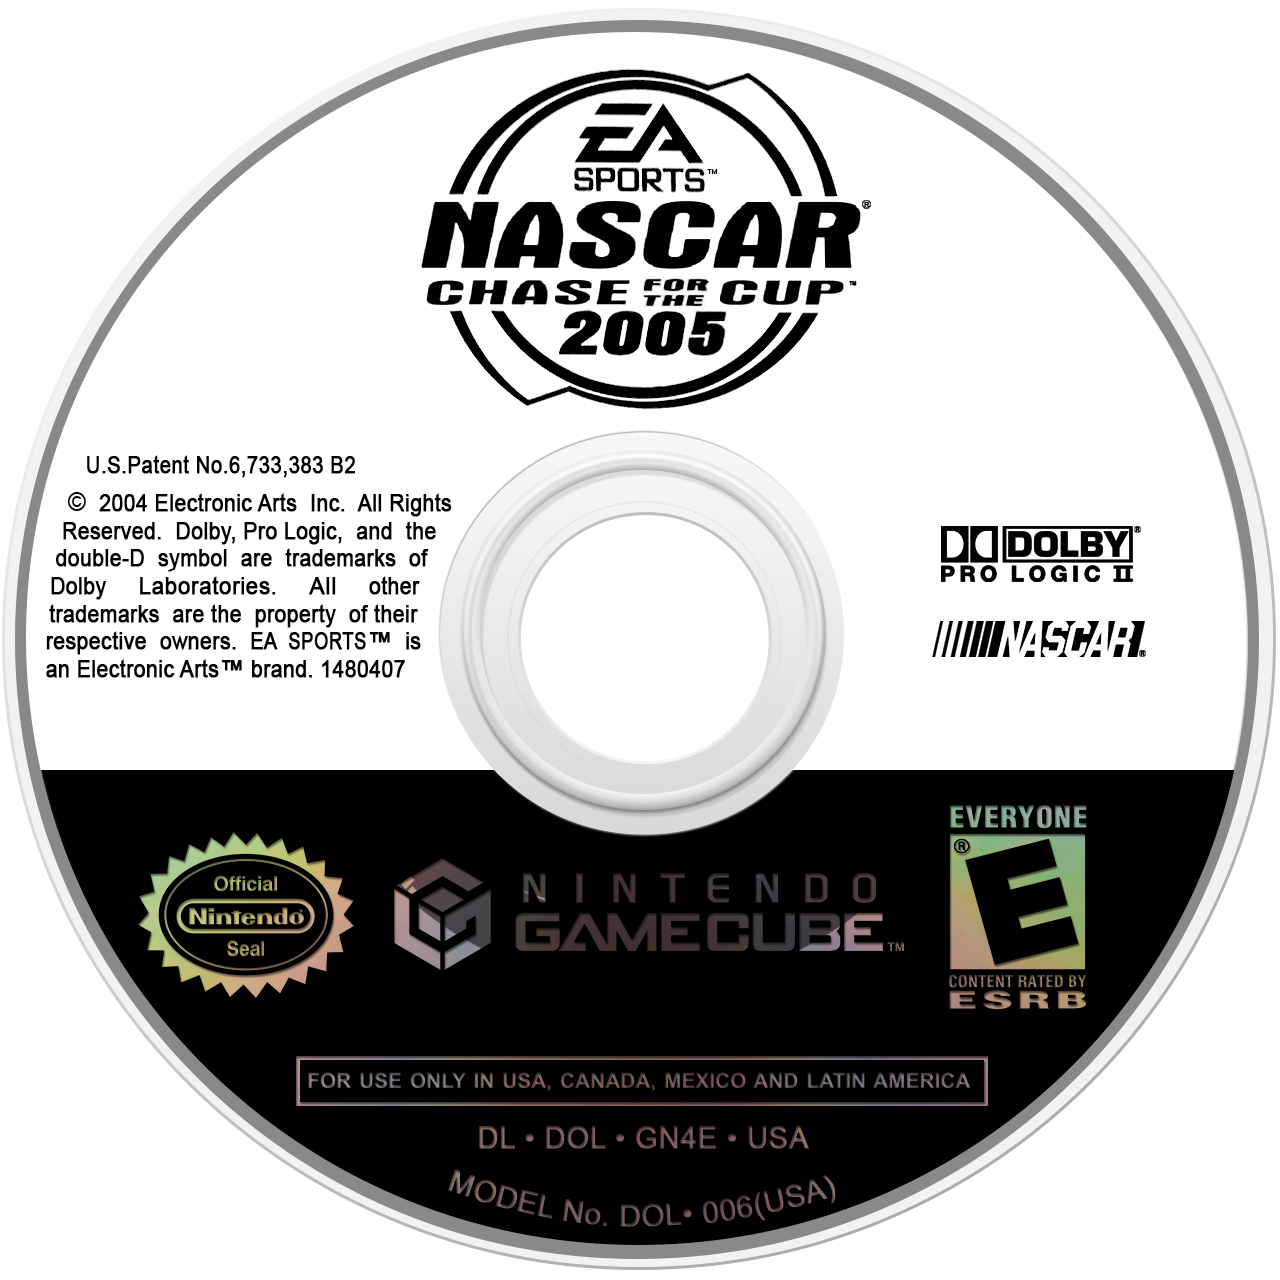 EA
SPORTS™
NASCAR®
CHASE FOR THE CUP™
2005
U.S.Patent No.6,733,383 B2
© 2004 Electronic Arts Inc. All Rights
Reserved. Dolby, Pro Logic, and the
double-D symbol are trademarks of
Dolby Laboratories. All other
trademarks are the property of their
respective owners. EA SPORTS™ is
an Electronic Arts™ brand. 1480407
DOLBY®
PRO LOGIC II
NASCAR®
Official
Nintendo®
Seal
NINTENDO
GAMECUBE™
EVERYONE
E®
CONTENT RATED BY
ESRB
FOR USE ONLY IN USA, CANADA, MEXICO AND LATIN AMERICA
DL • DOL • GN4E • USA
MODEL No. DOL• 006(USA)